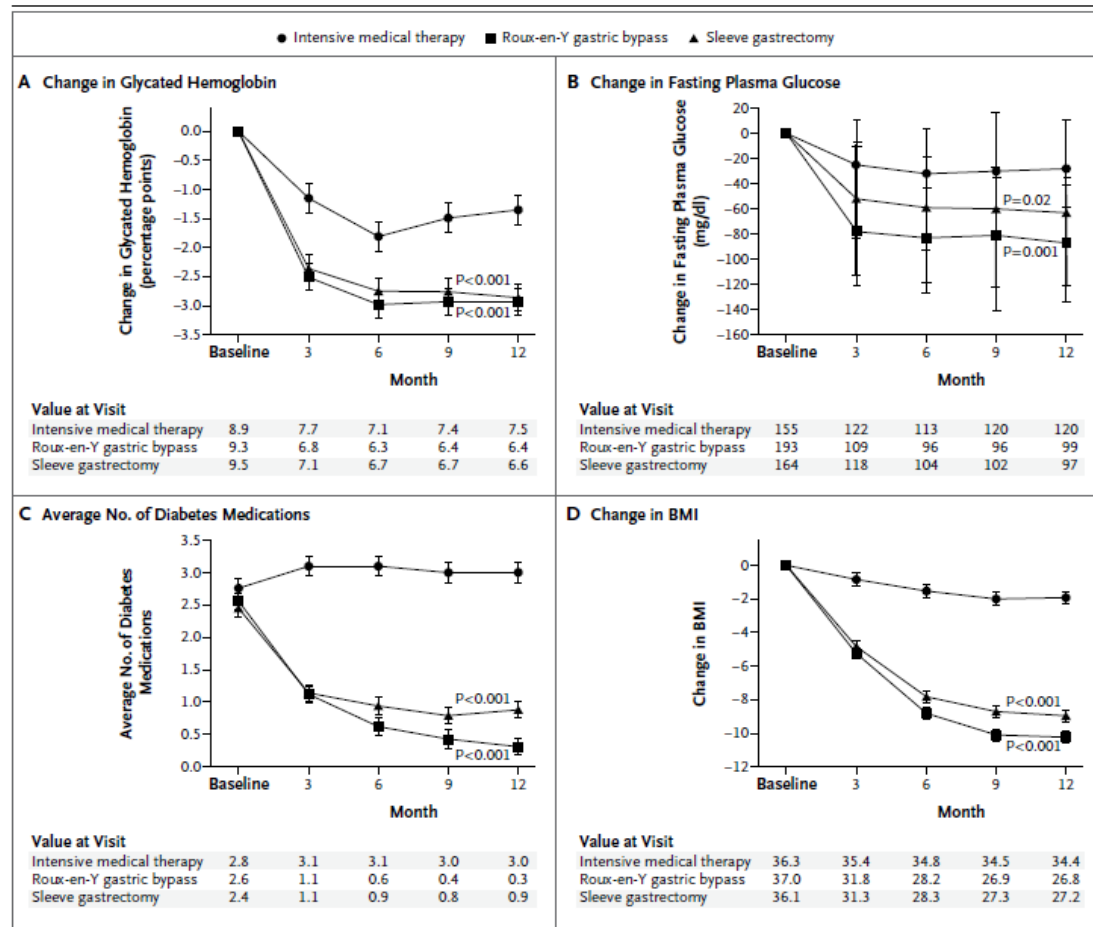 Intensive medical therapy Roux-en-Y gastric bypass Sleeve gastrectomy
A Change in Glycated Hemoglobin
Change in Glycated Hemoglobin
(percentage points)
0.0
−0.5
−1.0
−1.5
−2.0
−2.5
−3.0
−3.5
P<0.001
P<0.001
Baseline 3 6 9 12
Month
Value at Visit
Intensive medical therapy 8.9 7.7 7.1 7.4 7.5
Roux-en-Y gastric bypass 9.3 6.8 6.3 6.4 6.4
Sleeve gastrectomy 9.5 7.1 6.7 6.7 6.6
B Change in Fasting Plasma Glucose
Change in Fasting Plasma Glucose
(mg/dl)
20
0
−20
−40
−60
−80
−100
−120
−140
−160
P=0.02
P=0.001
Baseline 3 6 9 12
Month
Value at Visit
Intensive medical therapy 155 122 113 120 120
Roux-en-Y gastric bypass 193 109 96 96 99
Sleeve gastrectomy 164 118 104 102 97
C Average No. of Diabetes Medications
Average No. of Diabetes
Medications
3.5
3.0
2.5
2.0
1.5
1.0
0.5
0.0
P<0.001
P<0.001
Baseline 3 6 9 12
Month
Value at Visit
Intensive medical therapy 2.8 3.1 3.1 3.0 3.0
Roux-en-Y gastric bypass 2.6 1.1 0.6 0.4 0.3
Sleeve gastrectomy 2.4 1.1 0.9 0.8 0.9
D Change in BMI
Change in BMI
0
−2
−4
−6
−8
−10
−12
P<0.001
P<0.001
Baseline 3 6 9 12
Month
Value at Visit
Intensive medical therapy 36.3 35.4 34.8 34.5 34.4
Roux-en-Y gastric bypass 37.0 31.8 28.2 26.9 26.8
Sleeve gastrectomy 36.1 31.3 28.3 27.3 27.2